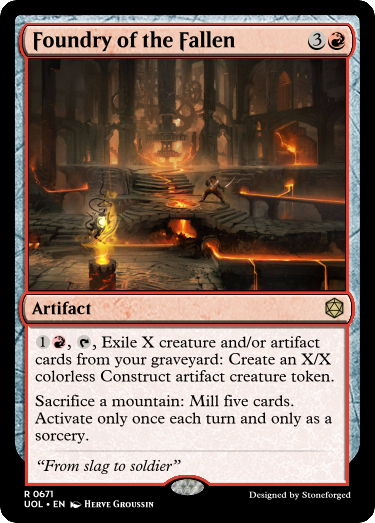 Foundry of the Fallen 3
Artifact
1, Exile X creature and/or artifact
cards from your graveyard: Create an X/X
colorless Construct artifact creature token.
Sacrifice a mountain: Mill five cards.
Activate only once each turn and only as a
sorcery.
“From slag to soldier”
R 0671
UOL • EN Herve Groussin
Designed by Stoneforged